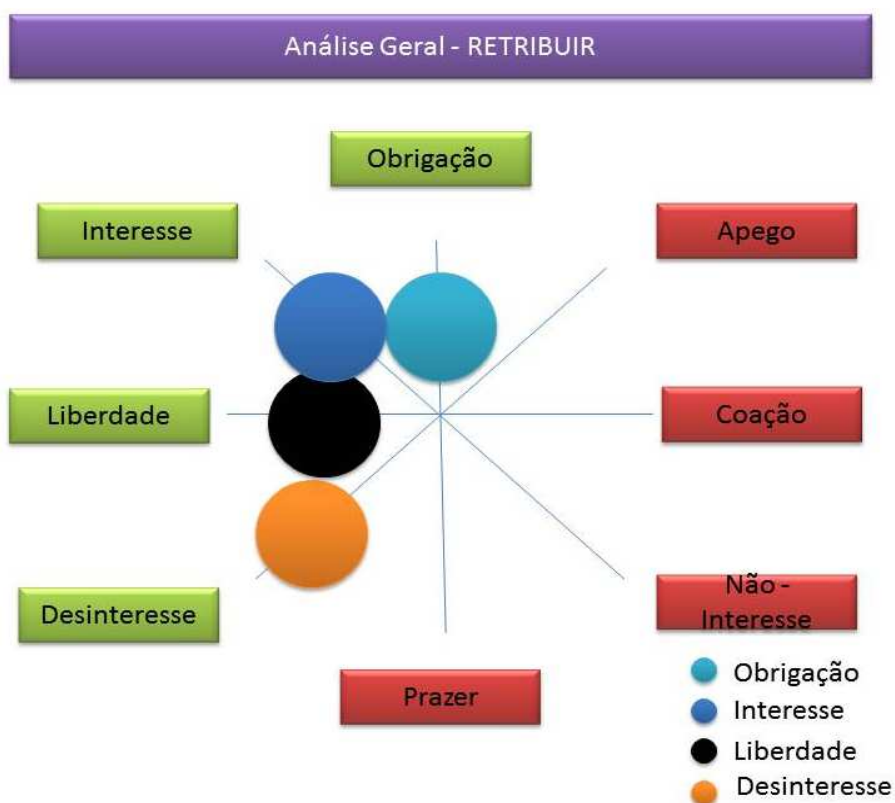 Análise Geral - RETRIBUIR
Obrigação
Interesse
Apego
Liberdade
Coação
Desinteresse
Não -
Interesse
Prazer
Obrigação
Interesse
Liberdade
Desinteresse